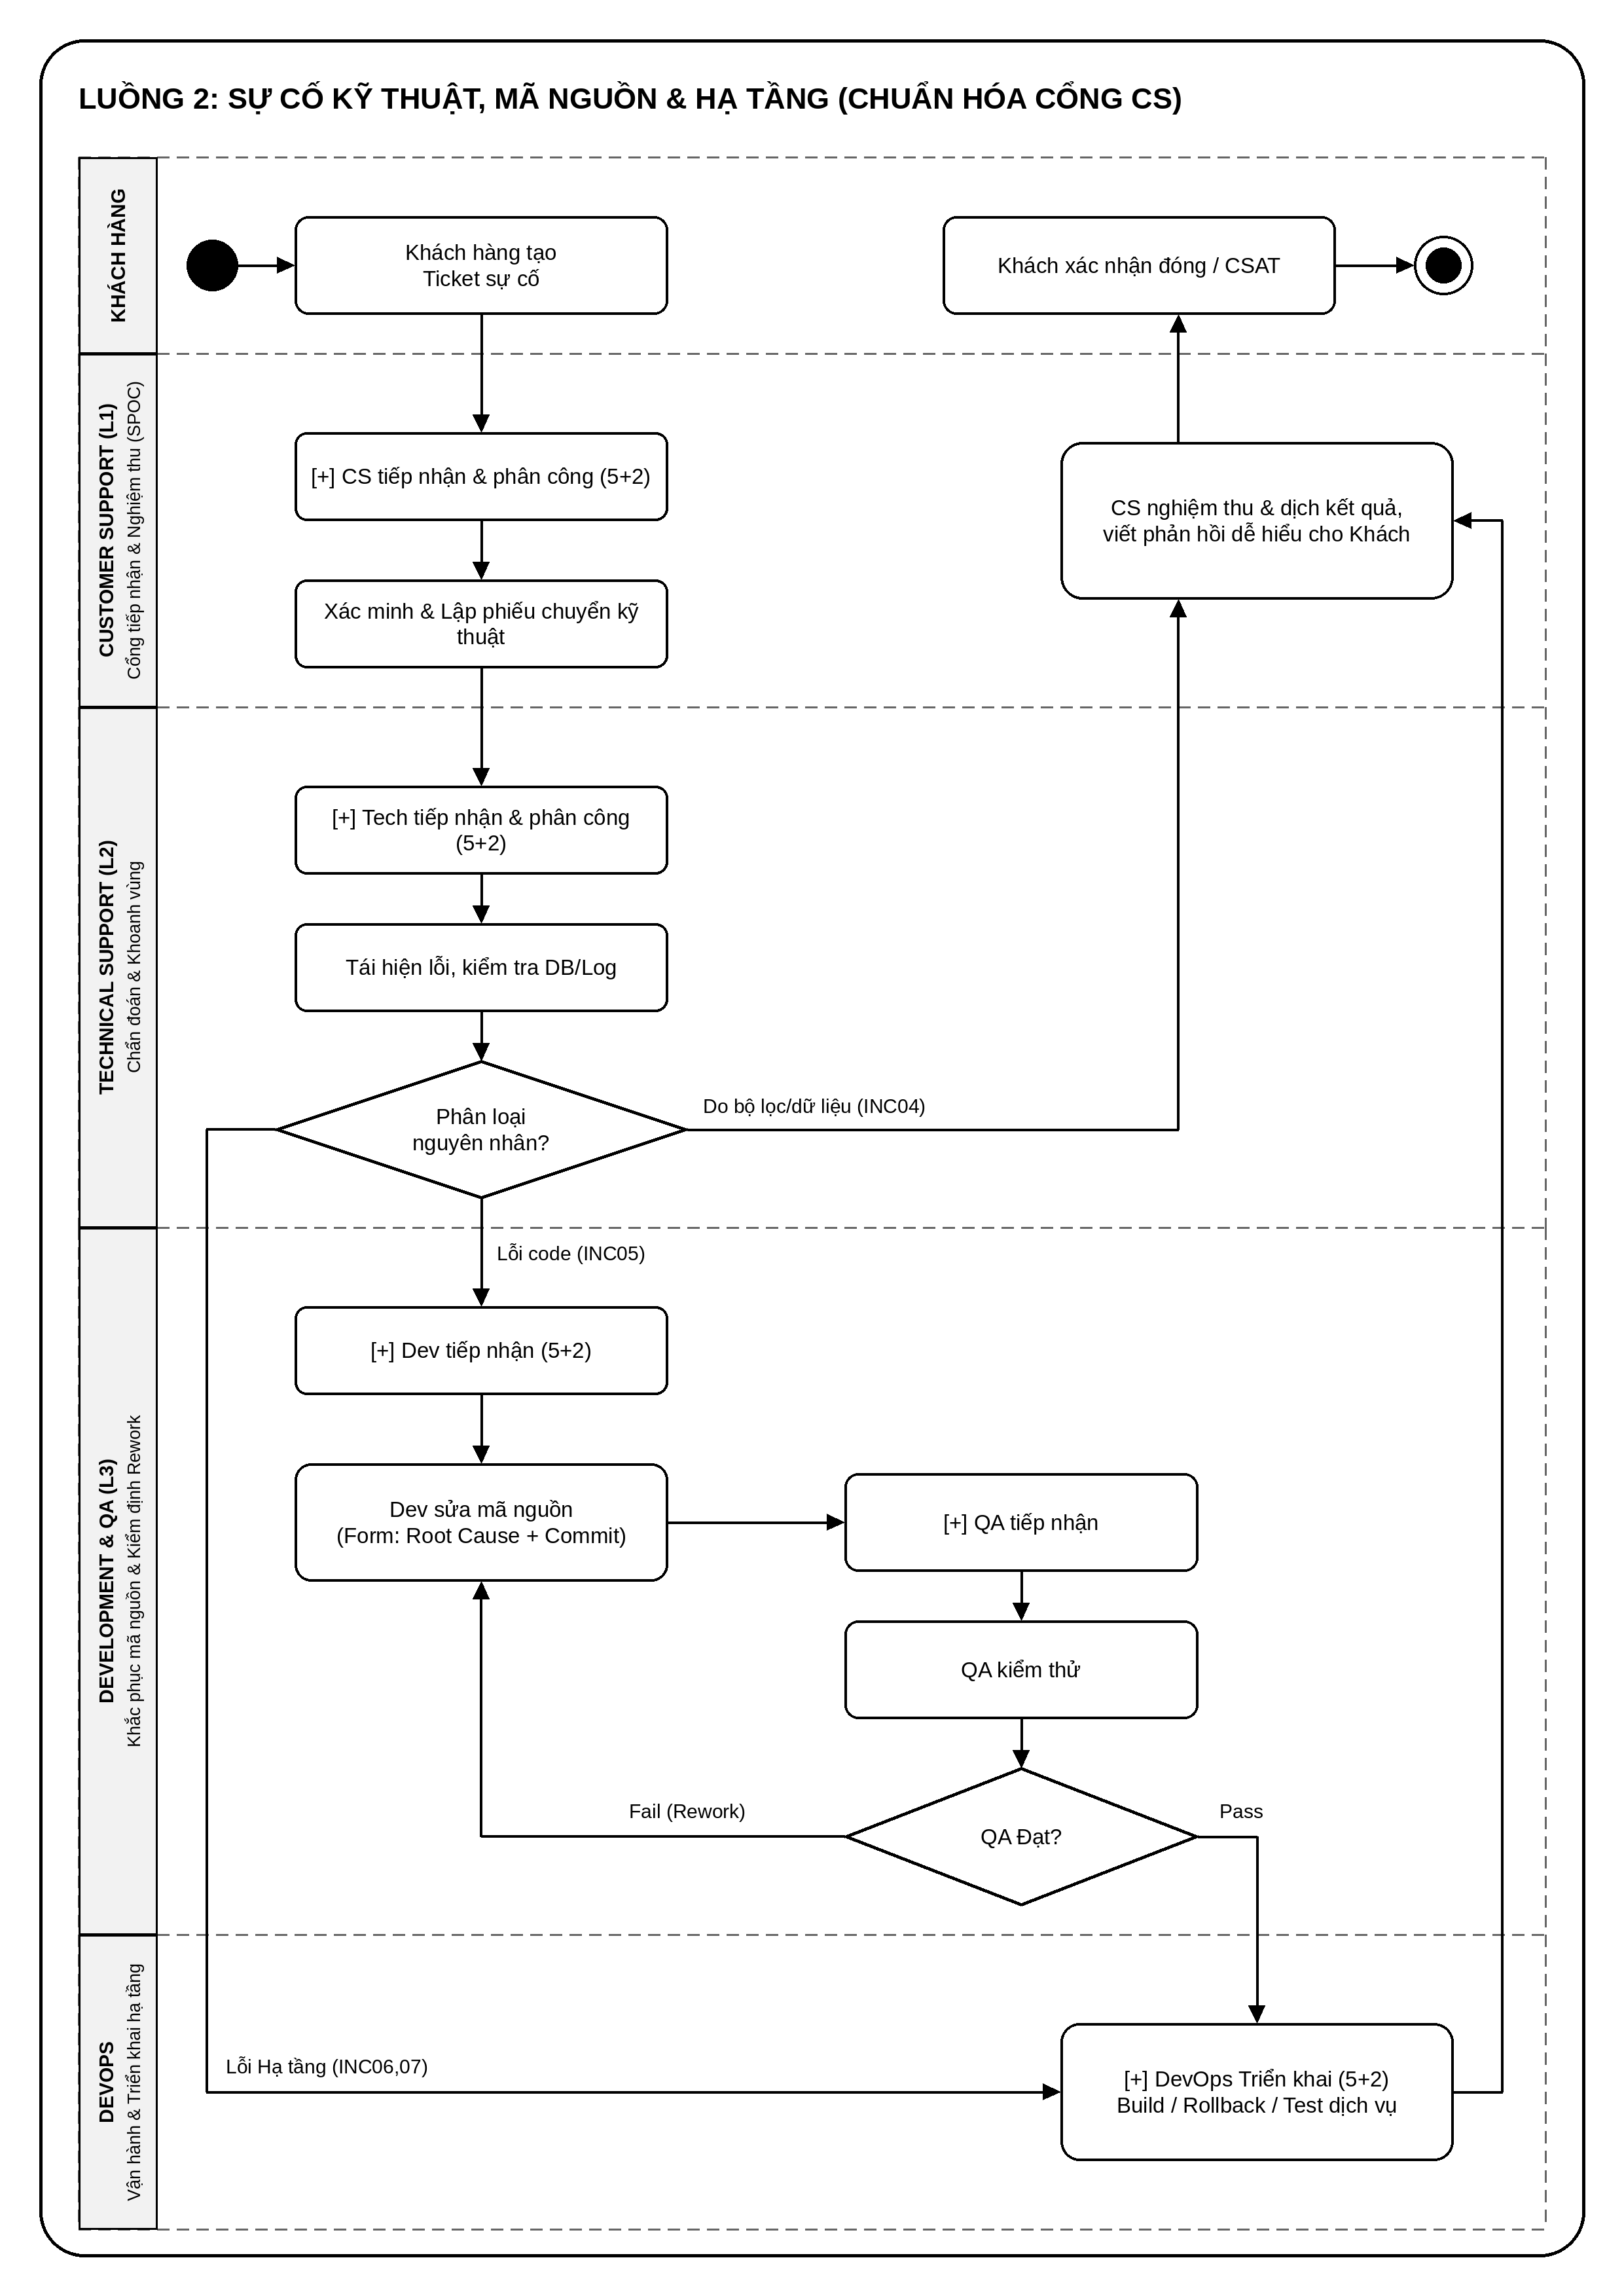 LUỒNG 2: SỰ CỐ KỸ THUẬT, MÃ NGUỒN & HẠ TẦNG (CHUẨN HÓA CỔNG CS)
KHÁCH HÀNG
Khách hàng tạo
Ticket sự cố
Khách xác nhận đóng / CSAT
CUSTOMER SUPPORT (L1)
Cổng tiếp nhận & Nghiệm thu (SPOC)
[+] CS tiếp nhận & phân công (5+2)
CS nghiệm thu & dịch kết quả,
viết phản hồi dễ hiểu cho Khách
Xác minh & Lập phiếu chuyển kỹ
thuật
TECHNICAL SUPPORT (L2)
Chẩn đoán & Khoanh vùng
[+] Tech tiếp nhận & phân công
(5+2)
Tái hiện lỗi, kiểm tra DB/Log
Phân loại
nguyên nhân?
Do bộ lọc/dữ liệu (INC04)
DEVELOPMENT & QA (L3)
Khắc phục mã nguồn & Kiểm định Rework
Lỗi code (INC05)
[+] Dev tiếp nhận (5+2)
Dev sửa mã nguồn
(Form: Root Cause + Commit)
[+] QA tiếp nhận
QA kiểm thử
Fail (Rework)
QA Đạt?
Pass
DEVOPS
Vận hành & Triển khai hạ tầng
Lỗi Hạ tầng (INC06,07)
[+] DevOps Triển khai (5+2)
Build / Rollback / Test dịch vụ